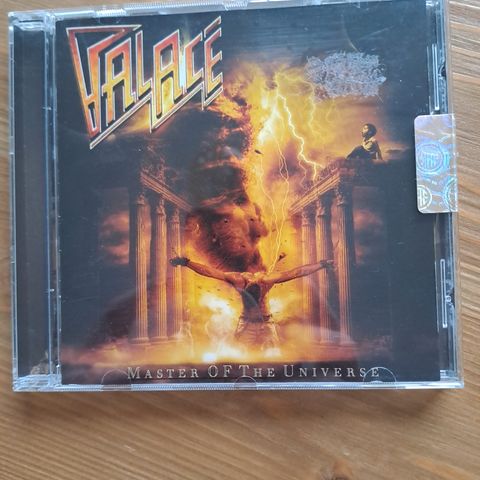 PALACE
MASTER OF THE UNIVERSE